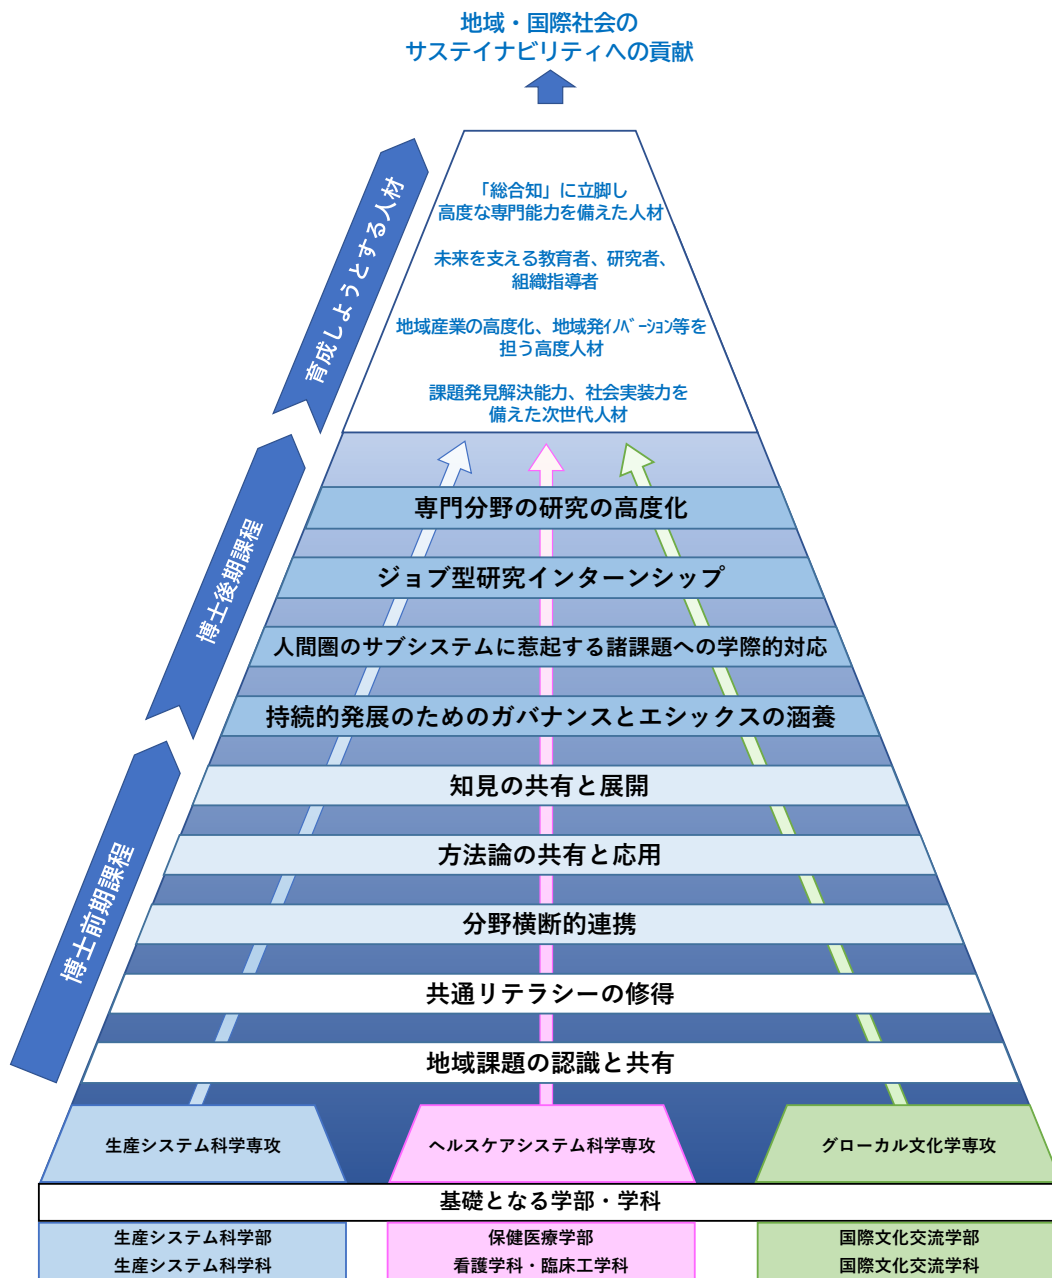 地域・国際社会の
サステイナビリティへの貢献
育成しようとする人材
「総合知」に立脚し
高度な専門能力を備えた人材
未来を支える教育者、研究者、
組織指導者
地域産業の高度化、地域発ｲﾉﾍﾞｰｼｮﾝ等を
担う高度人材
課題発見解決能力、社会実装力を
備えた次世代人材
博士後期課程
専門分野の研究の高度化
ジョブ型研究インターンシップ
人間圏のサブシステムに惹起する諸課題への学際的対応
持続的発展のためのガバナンスとエシックスの涵養
博士前期課程
知見の共有と展開
方法論の共有と応用
分野横断的連携
共通リテラシーの修得
地域課題の認識と共有
生産システム科学専攻
ヘルスケアシステム科学専攻
グローカル文化学専攻
基礎となる学部・学科
生産システム科学部
生産システム科学科
保健医療学部
看護学科・臨床工学科
国際文化交流学部
国際文化交流学科